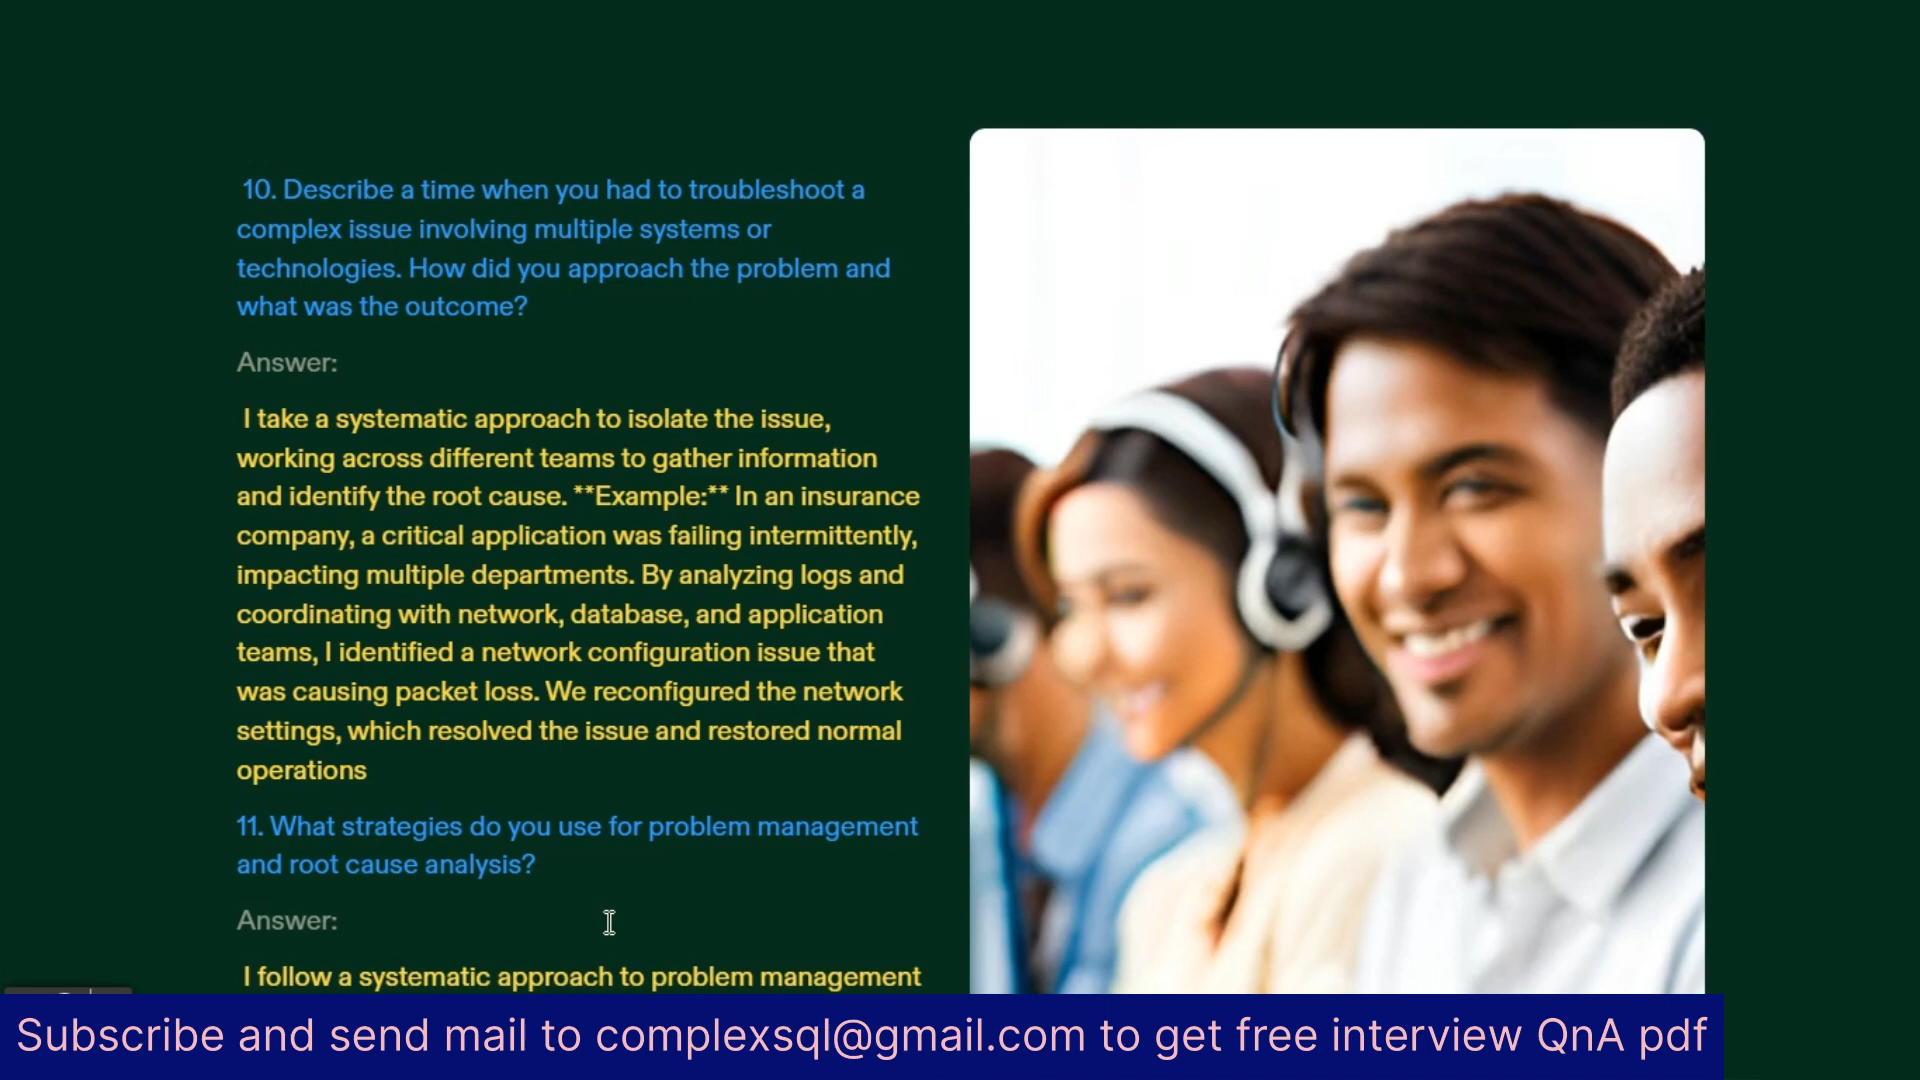 10. Describe a time when you had to troubleshoot a
complex issue involving multiple systems or
technologies. How did you approach the problem and
what was the outcome?
Answer:
I take a systematic approach to isolate the issue,
working across different teams to gather information
and identify the root cause. **Example:** In an insurance
company, a critical application was failing intermittently,
impacting multiple departments. By analyzing logs and
coordinating with network, database, and application
teams, I identified a network configuration issue that
was causing packet loss. We reconfigured the network
settings, which resolved the issue and restored normal
operations
11. What strategies do you use for problem management
and root cause analysis?
Answer:
I follow a systematic approach to problem management
Subscribe and send mail to complexsql@gmail.com to get free interview QnA pdf